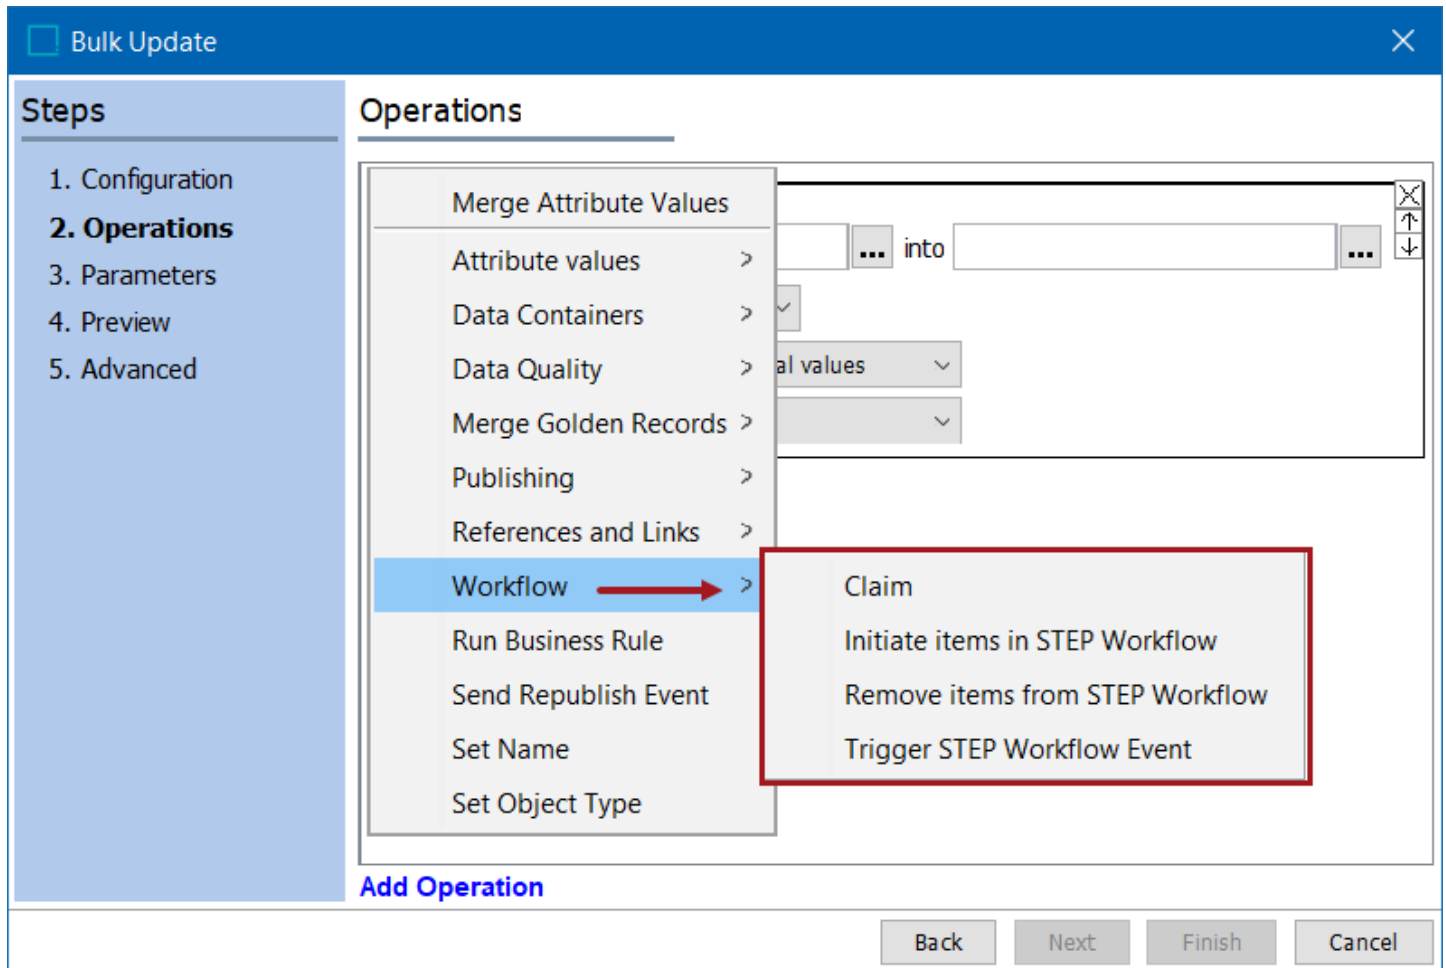 Bulk Update
Steps
1. Configuration
2. Operations
3. Parameters
4. Preview
5. Advanced
Operations
Merge Attribute Values
... into ...
Attribute values >
Data Containers >
Data Quality >
al values
Merge Golden Records >
Publishing >
References and Links >
Workflow >
Run Business Rule
Send Republish Event
Set Name
Set Object Type
Claim
Initiate items in STEP Workflow
Remove items from STEP Workflow
Trigger STEP Workflow Event
Add Operation
Back Next Finish Cancel